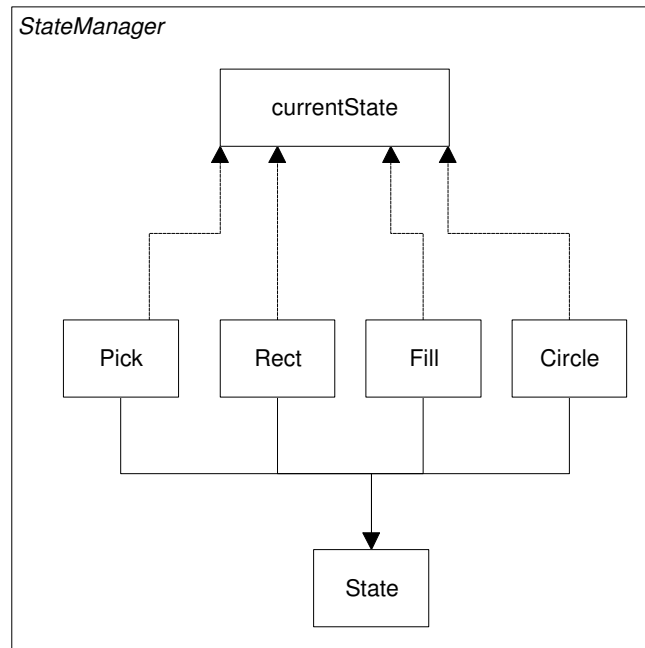 StateManager
currentState
Pick
Rect
Fill
Circle
State